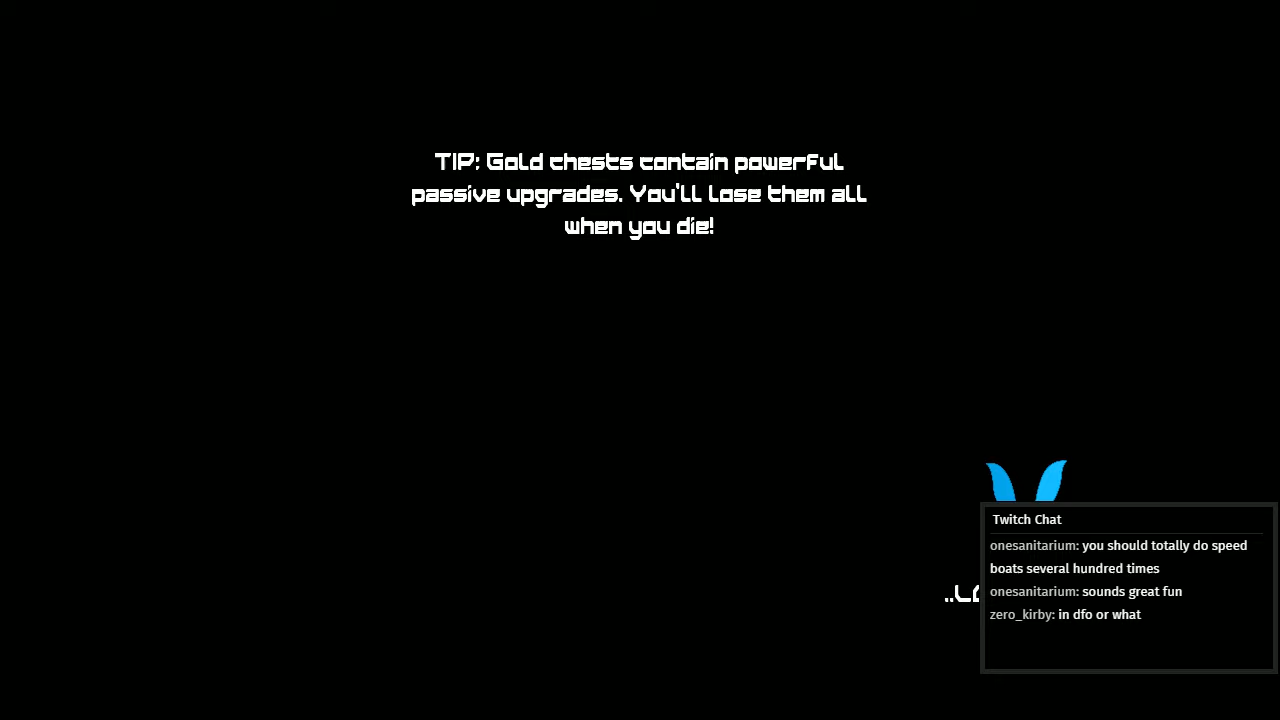 TIP: Gold chests contain powerful
passive upgrades. You'll lose them all
when you die!
Twitch Chat
onesanitarium: you should totally do speed
boats several hundred times
onesanitarium: sounds great fun
zero_kirby: in dfo or what